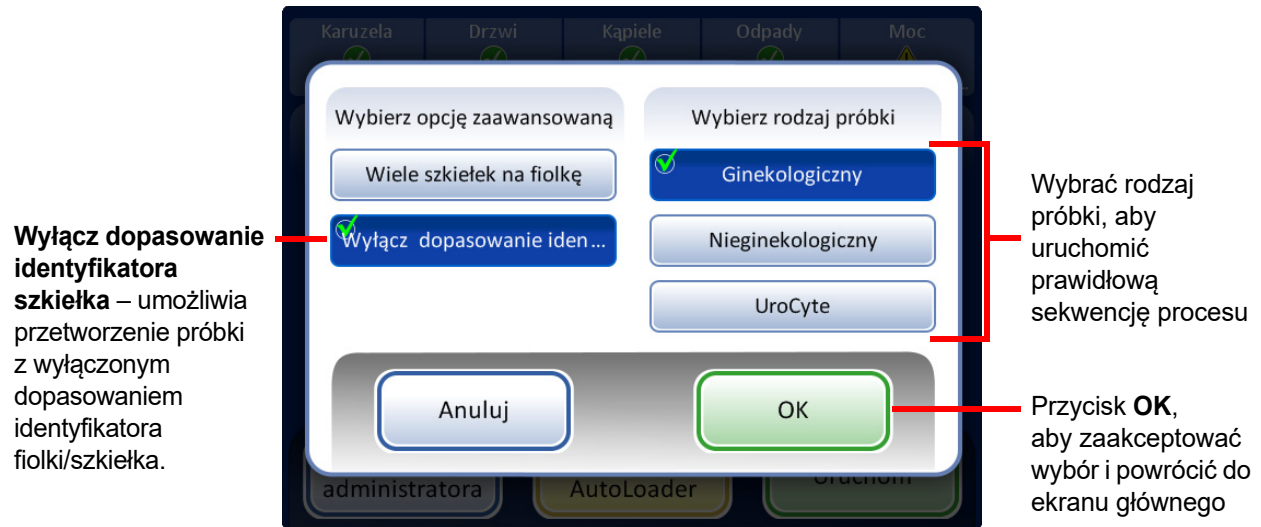 Karuzela Drzwi Kąpiele Odpady Moc
Wybierz opcję zaawansowaną
Wybierz rodzaj próbki
Wiele szkiełek na fiolkę
Ginekologiczny
Wyłącz dopasowanie iden...
Nieginekologiczny
UroCyte
Anuluj
OK
administratora
AutoLoader
Uruchom
Wyłącz dopasowanie
identyfikatora
szkiełka – umożliwia
przetworzenie próbki
z wyłączonym
dopasowaniem
identyfikatora
fiolki/szkiełka.
Wybrać rodzaj
próbki, aby
uruchomić
prawidłową
sekwencję procesu
Przycisk OK,
aby zaakceptować
wybór i powrócić do
ekranu głównego